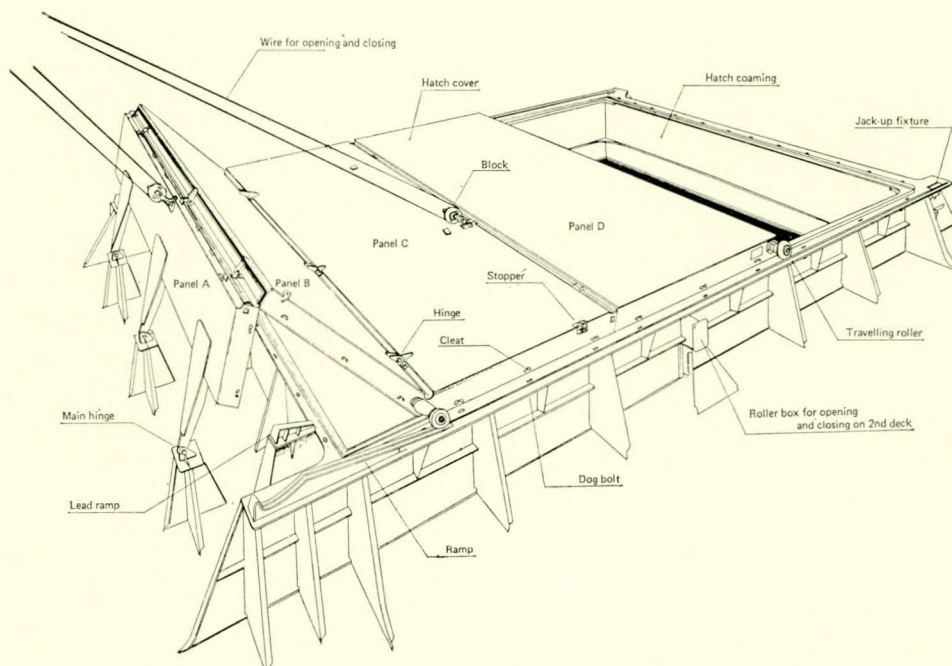 Wire for opening and closing
Hatch cover
Hatch coaming
Jack-up fixture
Block
Panel C
Panel D
Panel A
Panel B
Stopper
Hinge
Cleat
Travelling roller
Main hinge
Roller box for opening
and closing on 2nd deck
Lead ramp
Dog bolt
Ramp